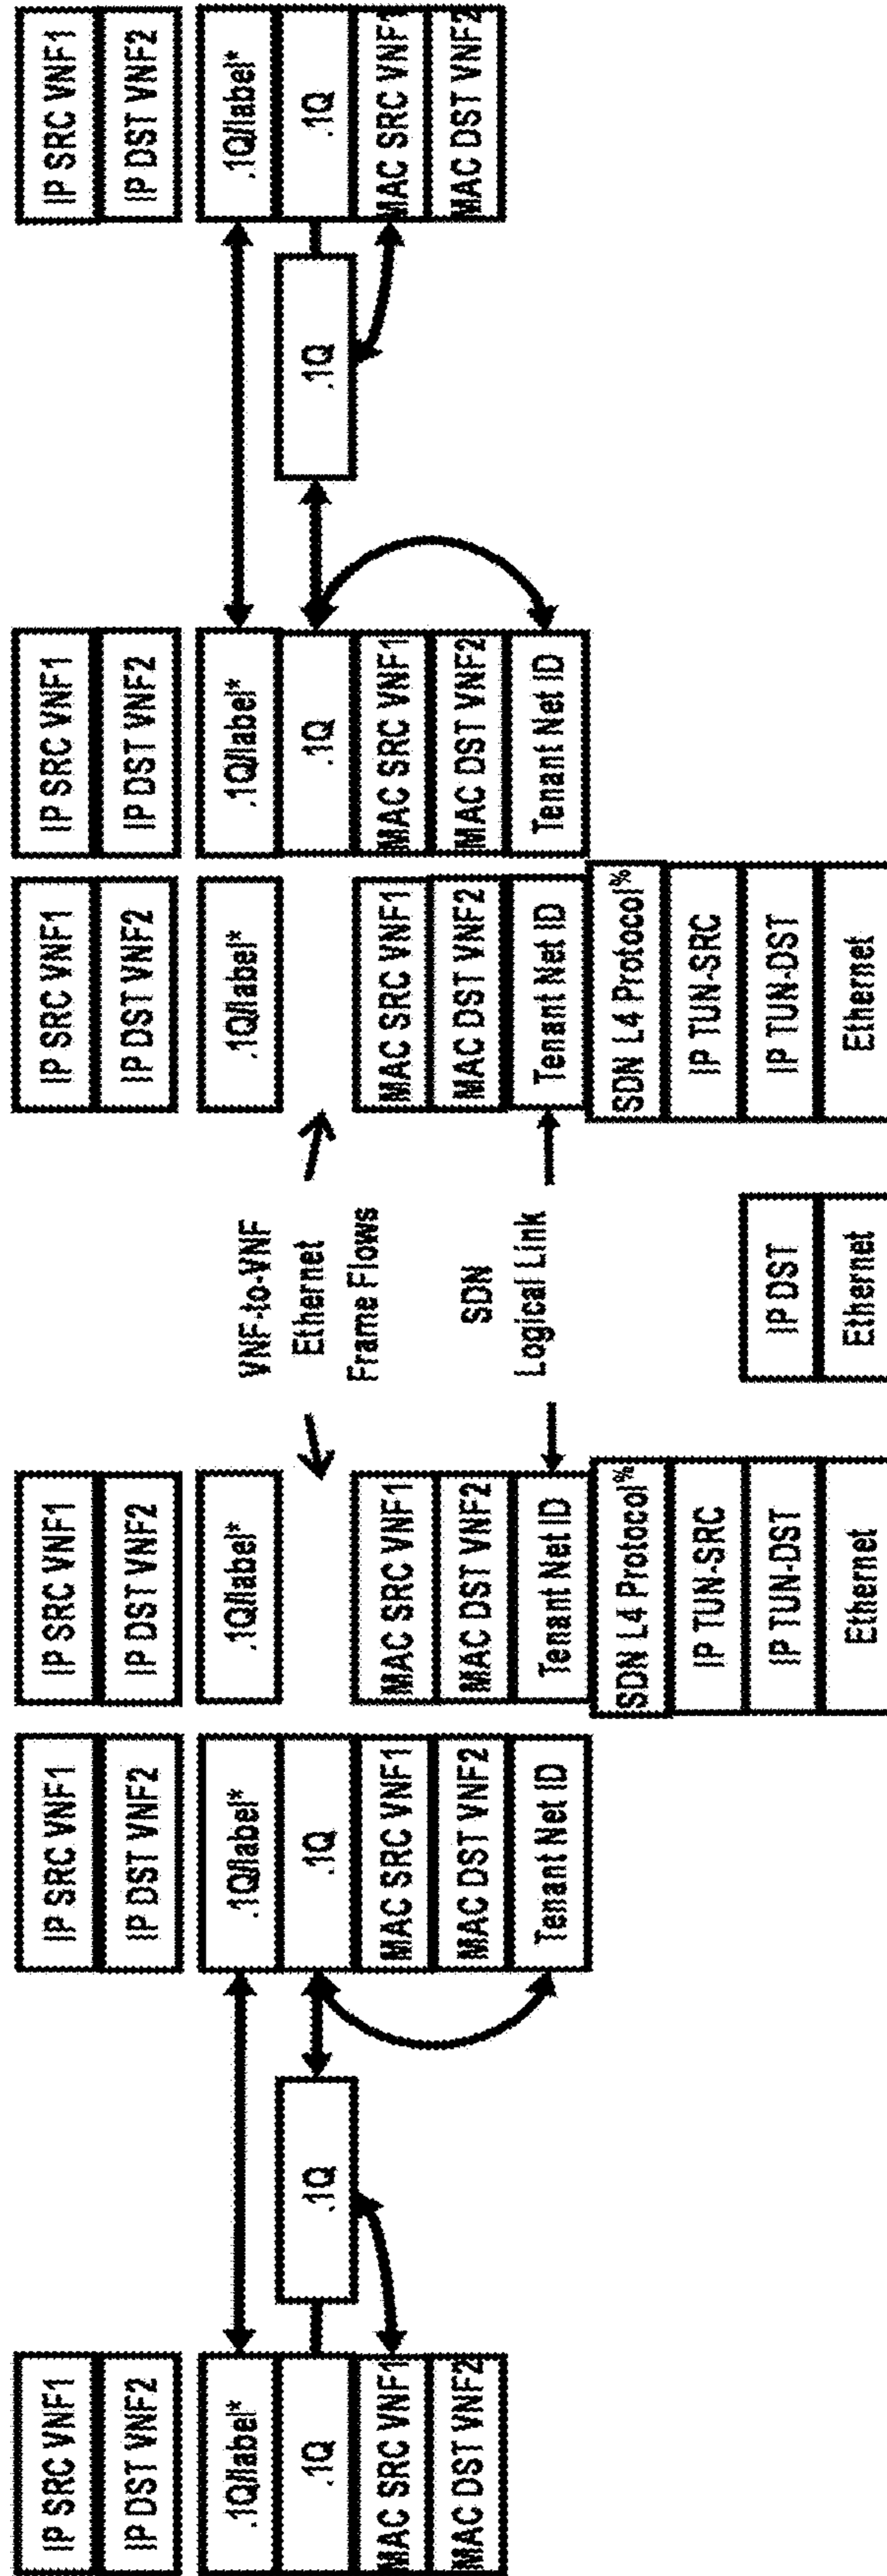 IP SRC VNF1
IP DST VNF2
.1Q/label*
.1Q
MAC SRC VNF1
MAC DST VNF2
.1Q
IP SRC VNF1
IP DST VNF2
.1Q/label*
.1Q
MAC SRC VNF1
MAC DST VNF2
Tenant Net ID
IP SRC VNF1
IP DST VNF2
.1Q/label*
MAC SRC VNF1
MAC DST VNF2
Tenant Net ID
SDN L4 Protocol%
IP TUN-SRC
IP TUN-DST
Ethernet
VNF-to-VNF
Ethernet
Frame Flows
SDN
Logical Link
IP DST
Ethernet
IP SRC VNF1
IP DST VNF2
.1Q/label*
MAC SRC VNF1
MAC DST VNF2
Tenant Net ID
SDN L4 Protocol%
IP TUN-SRC
IP TUN-DST
Ethernet
IP SRC VNF1
IP DST VNF2
.1Q/label*
.1Q
MAC SRC VNF1
MAC DST VNF2
Tenant Net ID
.1Q
IP SRC VNF1
IP DST VNF2
.1Q/label*
.1Q
MAC SRC VNF1
MAC DST VNF2